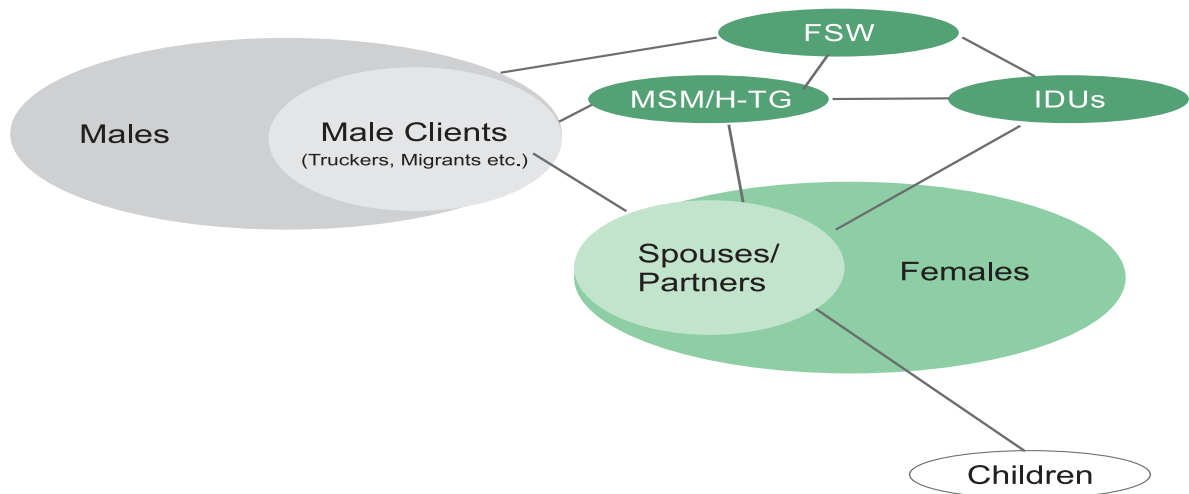 FSW
MSM/H-TG
IDUs
Males
Male Clients
(Truckers, Migrants etc.)
Spouses/
Partners
Females
Children